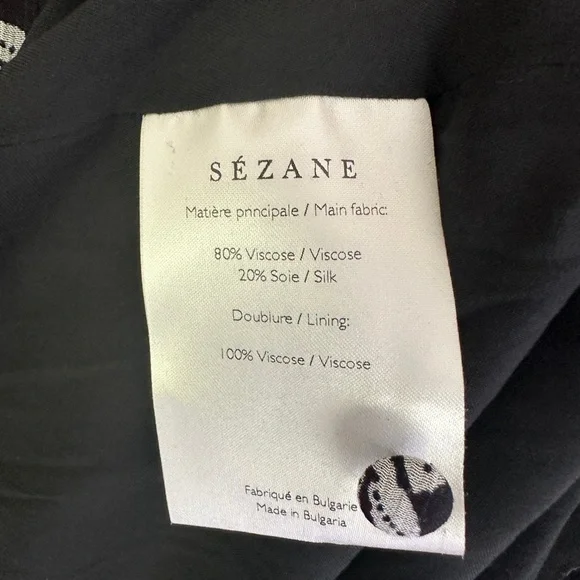 SÉZANE
Matière principale / Main fabric:
80% Viscose / Viscose
20% Soie / Silk
Doublure / Lining:
100% Viscose / Viscose
Fabriqué en Bulgarie
Made in Bulgaria